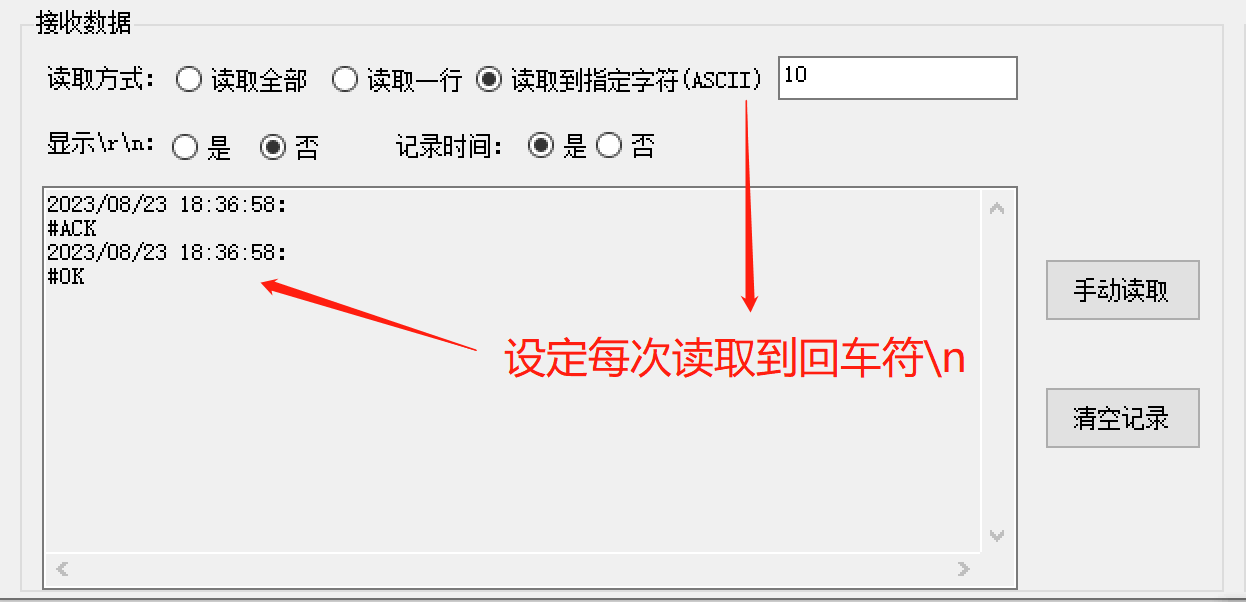 接收数据
读取方式： 读取全部 读取一行 读取到指定字符(ASCII) 10
显示\r\n： 是 否 记录时间： 是 否
2023/08/23 18:36:58：
#ACK
2023/08/23 18:36:58：
#OK
手动读取
设定每次读取到回车符\n
清空记录